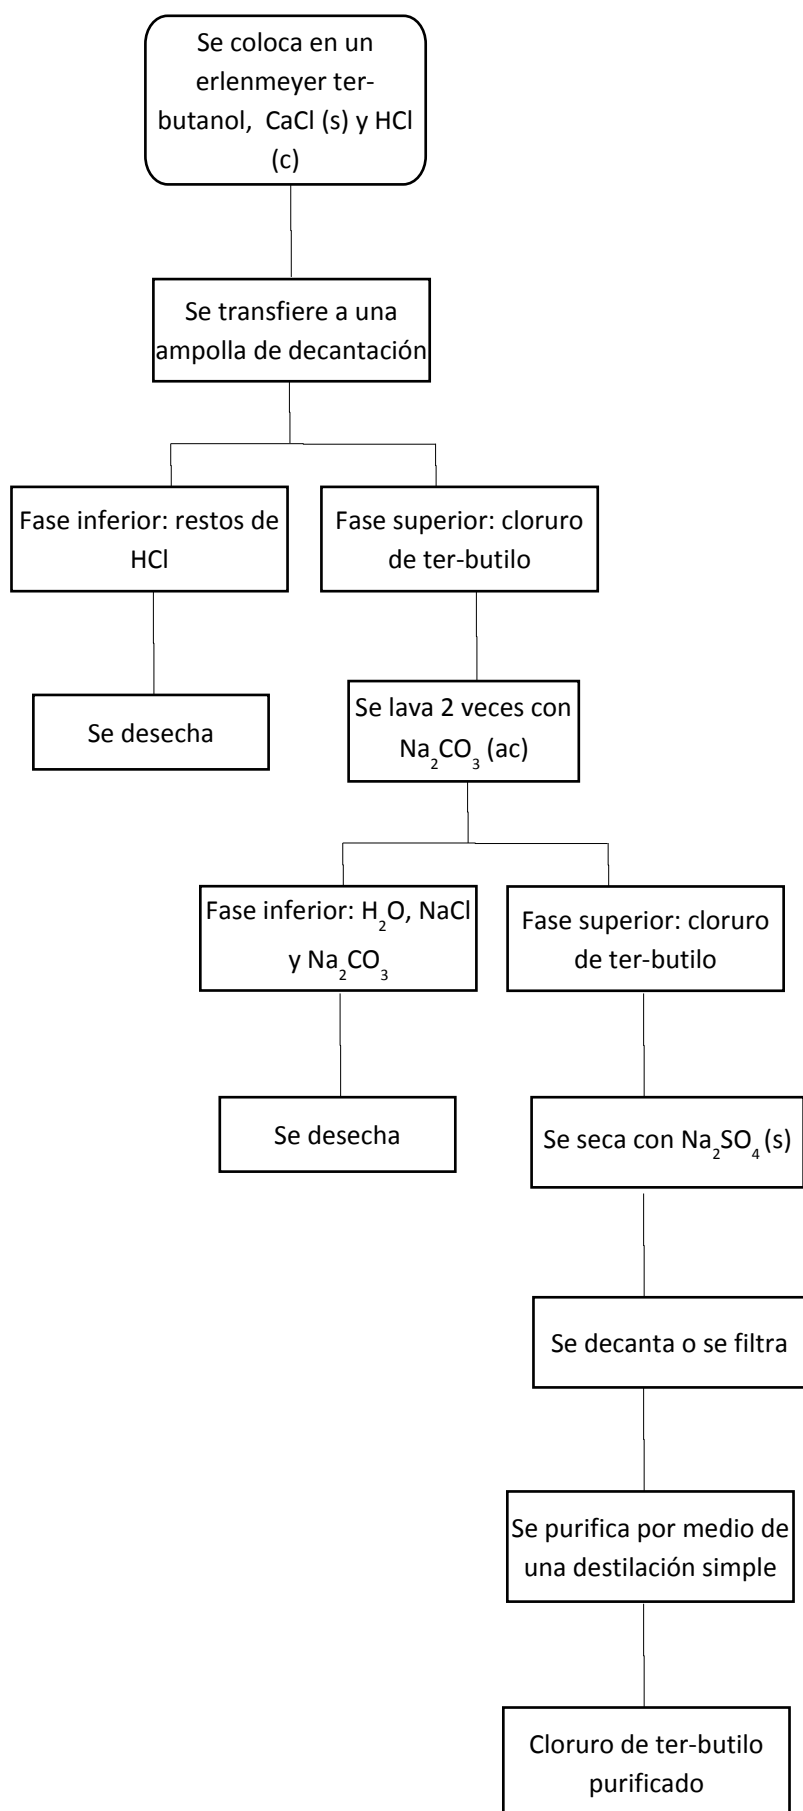 Se coloca en un
erlenmeyer ter-
butanol,  CaCl (s) y HCl
(c)
Se transfiere a una
ampolla de decantación
Fase inferior: restos de
HCl
Fase superior: cloruro
de ter-butilo
Se desecha
Se lava 2 veces con
Na₂CO₃ (ac)
Fase inferior: H₂O, NaCl
y Na₂CO₃
Fase superior: cloruro
de ter-butilo
Se desecha
Se seca con Na₂SO₄ (s)
Se decanta o se filtra
Se purifica por medio de
una destilación simple
Cloruro de ter-butilo
purificado